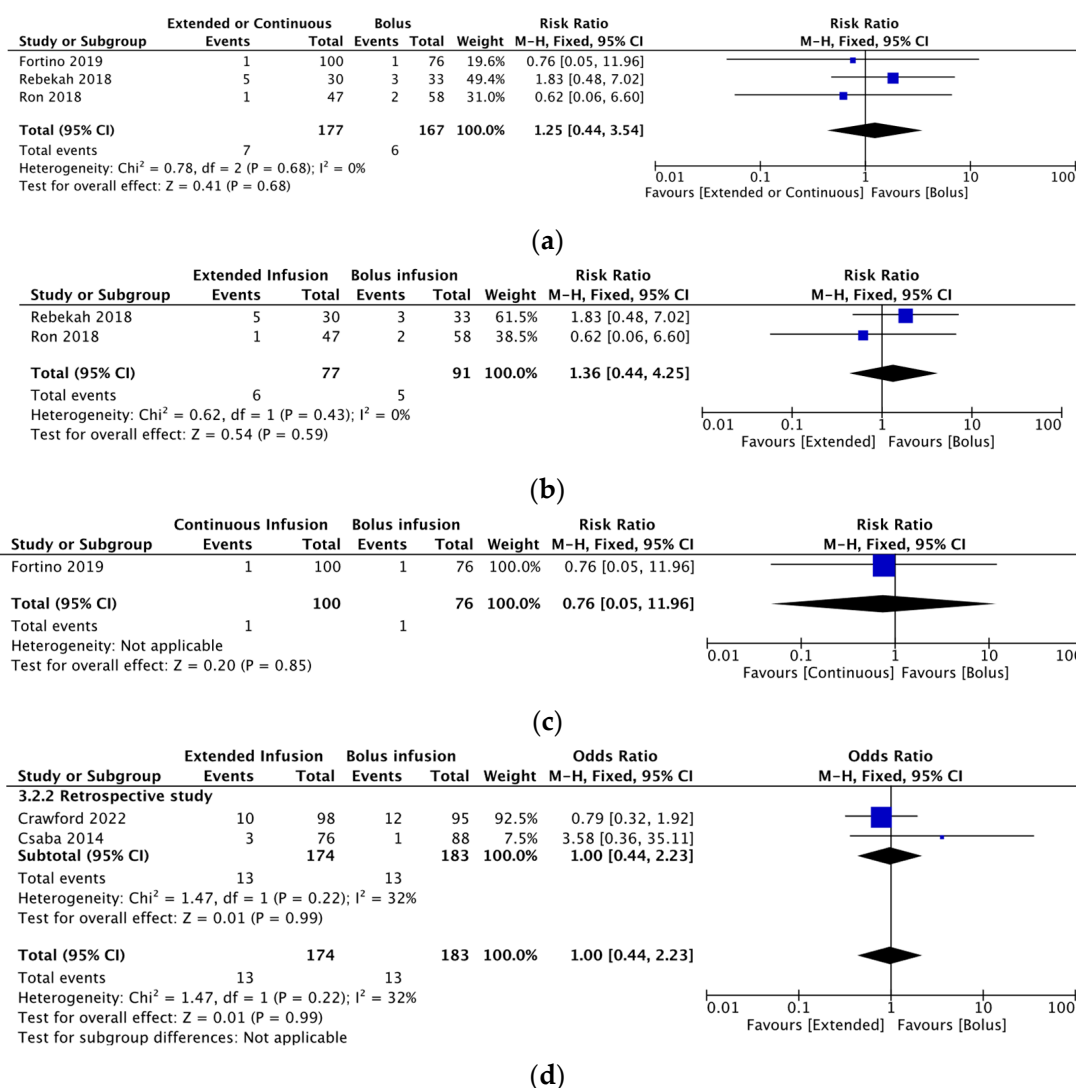 Extended or Continuous Bolus Risk Ratio Risk Ratio
Study or Subgroup Events Total Events Total Weight M-H, Fixed, 95% CI M-H, Fixed, 95% CI
Fortino 2019 1 100 1 76 19.6% 0.76 [0.05, 11.96]
Rebekah 2018 5 30 3 33 49.4% 1.83 [0.48, 7.02]
Ron 2018 1 47 2 58 31.0% 0.62 [0.06, 6.60]
Total (95% CI) 177 167 100.0% 1.25 [0.44, 3.54]
Total events 7 6
Heterogeneity: Chi² = 0.78, df = 2 (P = 0.68); I² = 0%
Test for overall effect: Z = 0.41 (P = 0.68)
0.01 0.1 1 10 100
Favours [Extended or Continuous] Favours [Bolus]
(a)
Extended Infusion Bolus infusion Risk Ratio Risk Ratio
Study or Subgroup Events Total Events Total Weight M-H, Fixed, 95% CI M-H, Fixed, 95% CI
Rebekah 2018 5 30 3 33 61.5% 1.83 [0.48, 7.02]
Ron 2018 1 47 2 58 38.5% 0.62 [0.06, 6.60]
Total (95% CI) 77 91 100.0% 1.36 [0.44, 4.25]
Total events 6 5
Heterogeneity: Chi² = 0.62, df = 1 (P = 0.43); I² = 0%
Test for overall effect: Z = 0.54 (P = 0.59)
0.01 0.1 1 10 100
Favours [Extended] Favours [Bolus]
(b)
Continuous Infusion Bolus infusion Risk Ratio Risk Ratio
Study or Subgroup Events Total Events Total Weight M-H, Fixed, 95% CI M-H, Fixed, 95% CI
Fortino 2019 1 100 1 76 100.0% 0.76 [0.05, 11.96]
Total (95% CI) 100 76 100.0% 0.76 [0.05, 11.96]
Total events 1 1
Heterogeneity: Not applicable
Test for overall effect: Z = 0.20 (P = 0.85)
0.01 0.1 1 10 100
Favours [Continuous] Favours [Bolus]
(c)
Extended Infusion Bolus infusion Odds Ratio Odds Ratio
Study or Subgroup Events Total Events Total Weight M-H, Fixed, 95% CI M-H, Fixed, 95% CI
3.2.2 Retrospective study
Crawford 2022 10 98 12 95 92.5% 0.79 [0.32, 1.92]
Csaba 2014 3 76 1 88 7.5% 3.58 [0.36, 35.11]
Subtotal (95% CI) 174 183 100.0% 1.00 [0.44, 2.23]
Total events 13 13
Heterogeneity: Chi² = 1.47, df = 1 (P = 0.22); I² = 32%
Test for overall effect: Z = 0.01 (P = 0.99)
Total (95% CI) 174 183 100.0% 1.00 [0.44, 2.23]
Total events 13 13
Heterogeneity: Chi² = 1.47, df = 1 (P = 0.22); I² = 32%
Test for overall effect: Z = 0.01 (P = 0.99)
Test for subgroup differences: Not applicable
0.01 0.1 1 10 100
Favours [Extended] Favours [Bolus]
(d)